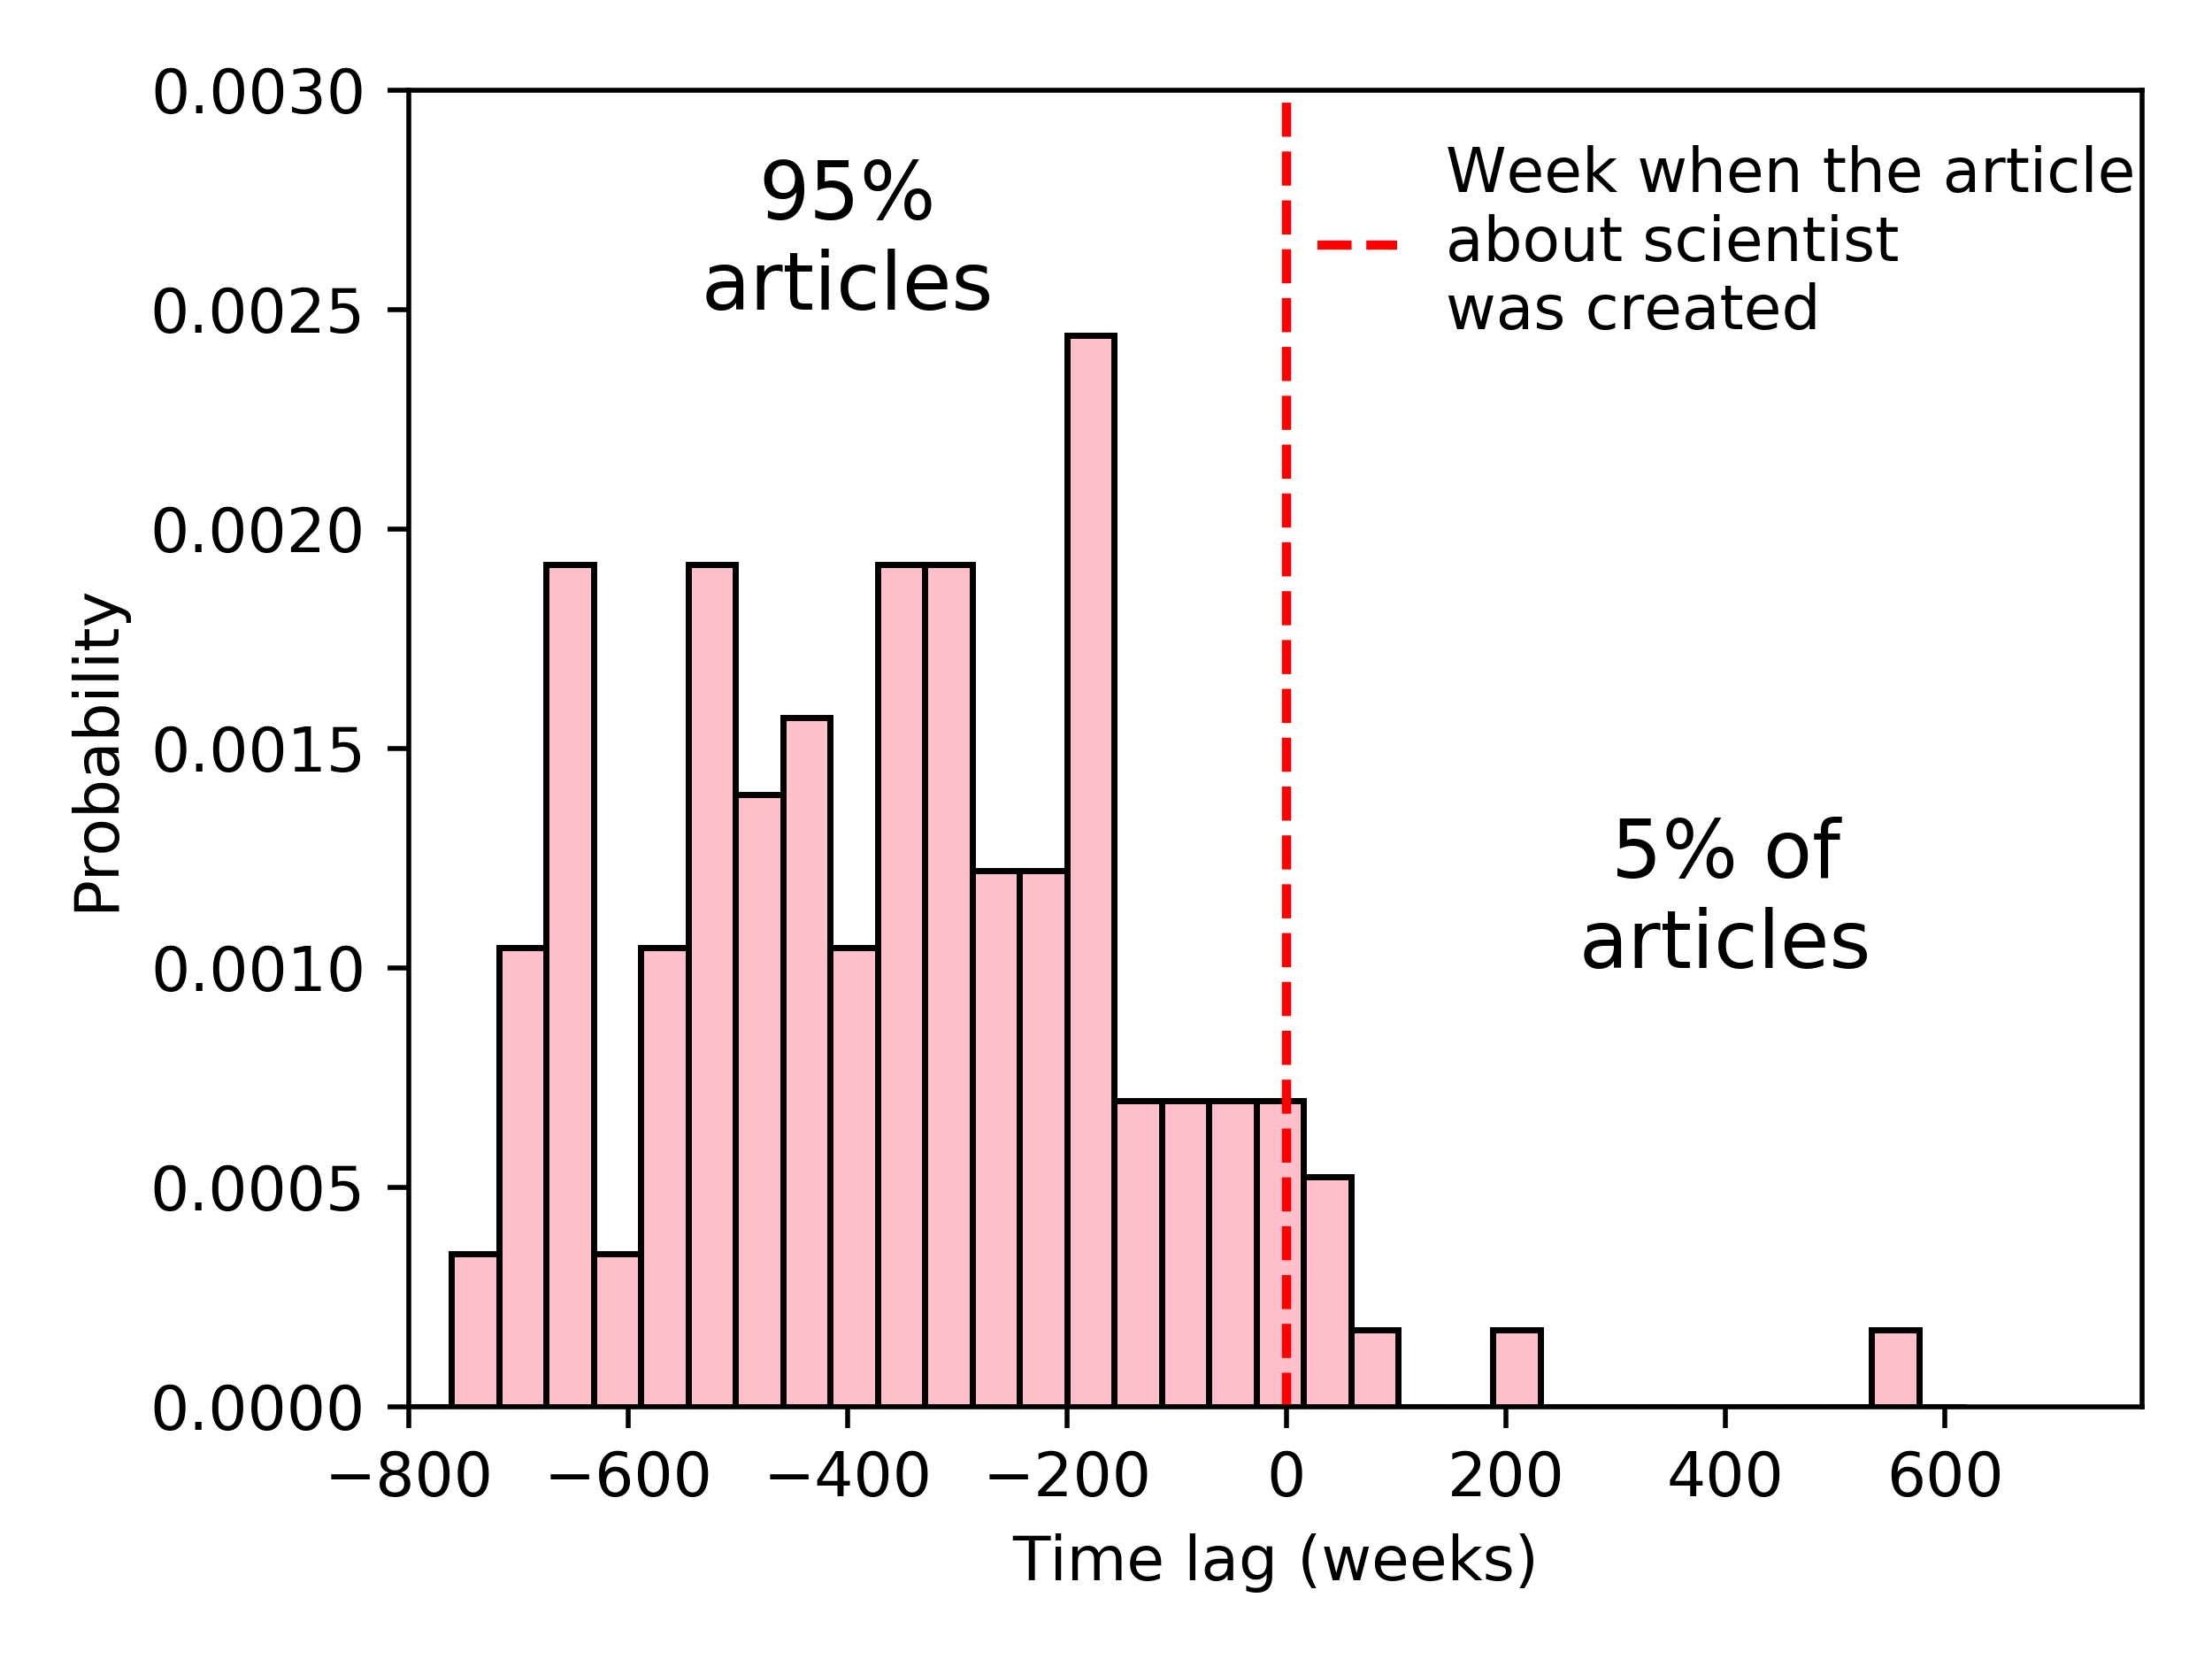 0.0030
0.0025
0.0020
0.0015
0.0010
0.0005
0.0000
Probability
95%
articles
Week when the article
about scientist
was created
5% of
articles
−800
−600
−400
−200
0
200
400
600
Time lag (weeks)